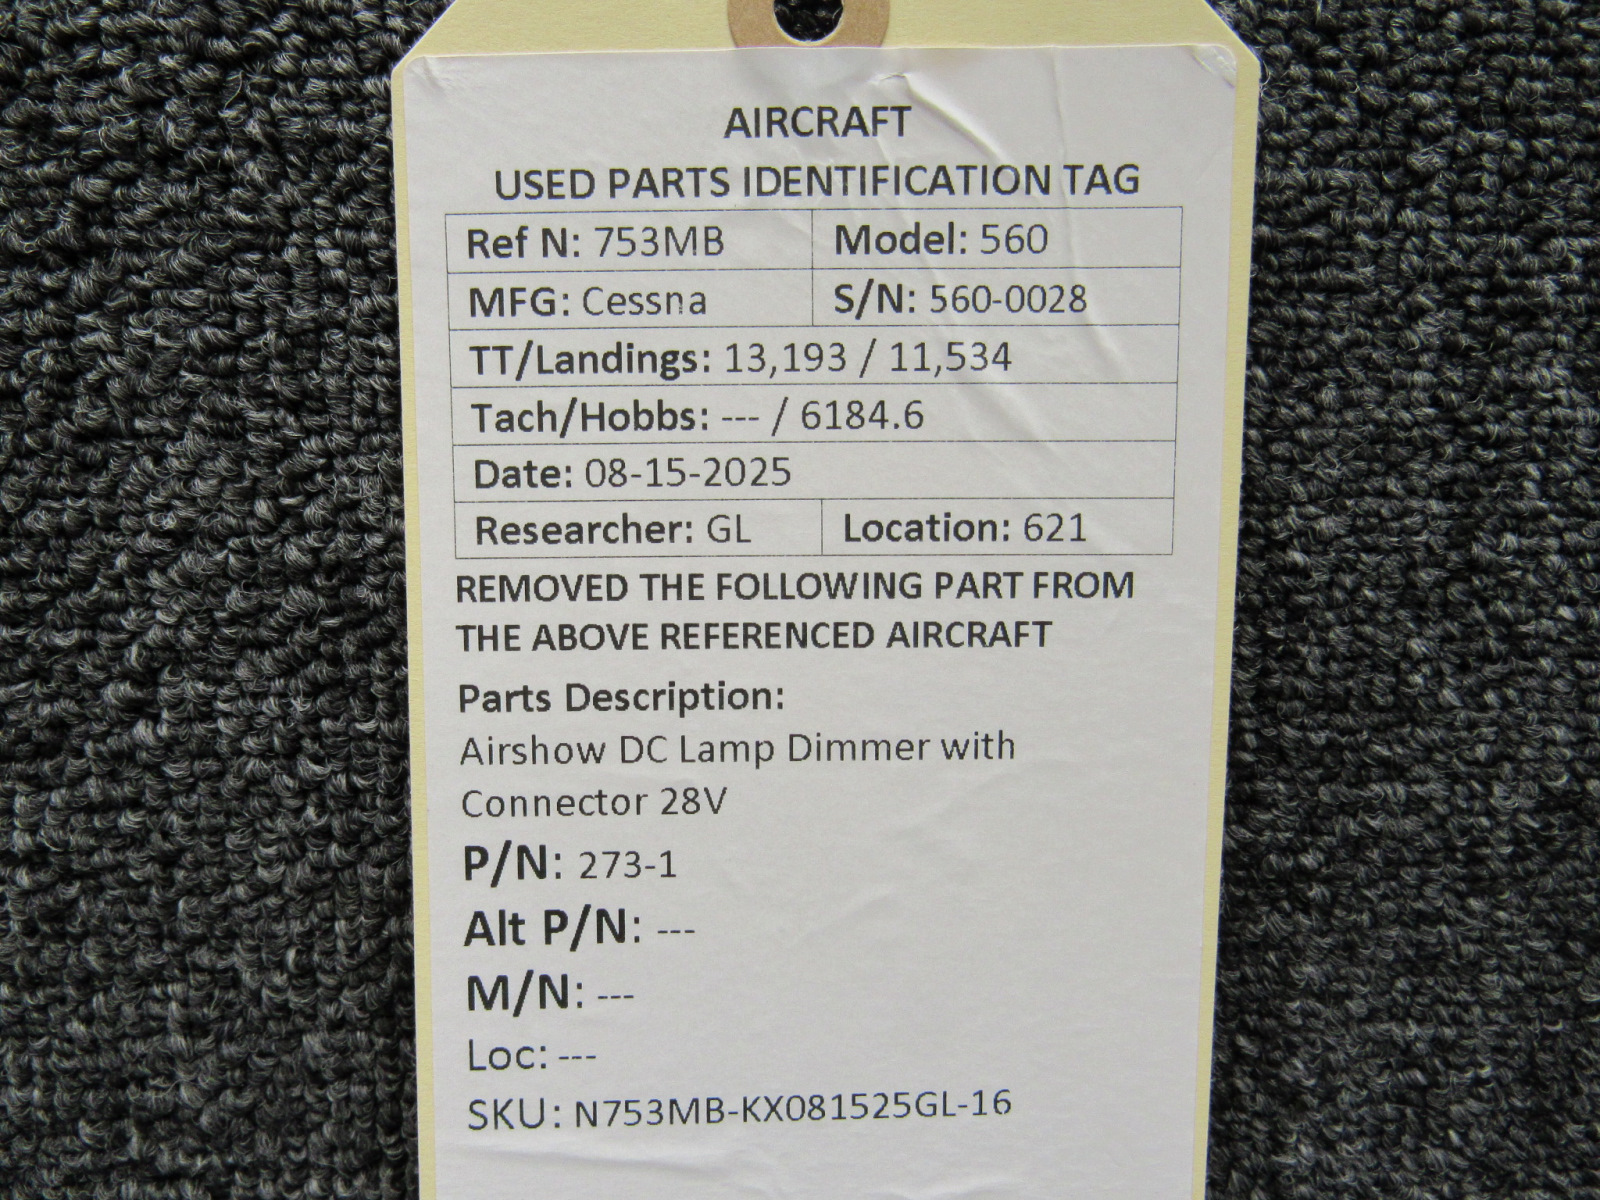 AIRCRAFT
USED PARTS IDENTIFICATION TAG
Ref N: 753MB Model: 560
MFG: Cessna S/N: 560-0028
TT/Landings: 13,193 / 11,534
Tach/Hobbs: --- / 6184.6
Date: 08-15-2025
Researcher: GL Location: 621
REMOVED THE FOLLOWING PART FROM
THE ABOVE REFERENCED AIRCRAFT
Parts Description:
Airshow DC Lamp Dimmer with
Connector 28V
P/N: 273-1
Alt P/N: ---
M/N: ---
Loc: ---
SKU: N753MB-KX081525GL-16